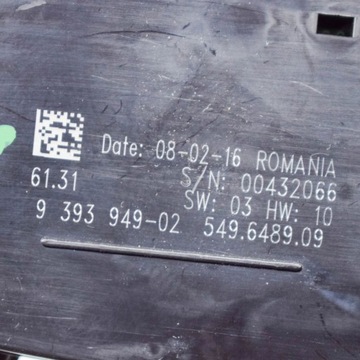 Date: 08-02-16 ROMANIA
61.31 S/N: 00432066
SW: 03 HW: 10
9 393 949-02 549.6489.09